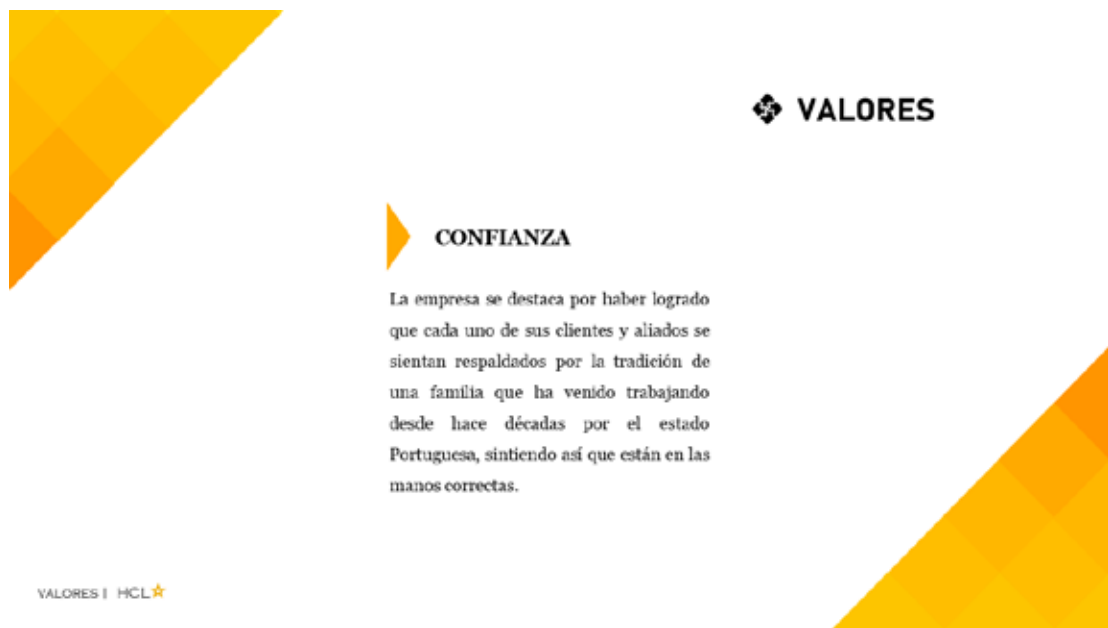 VALORES
CONFIANZA
La empresa se destaca por haber logrado
que cada uno de sus clientes y aliados se
sientan respaldados por la tradición de
una familia que ha venido trabajando
desde hace décadas por el estado
Portuguesa, sintiendo así que están en las
manos correctas.
VALORES | HCL